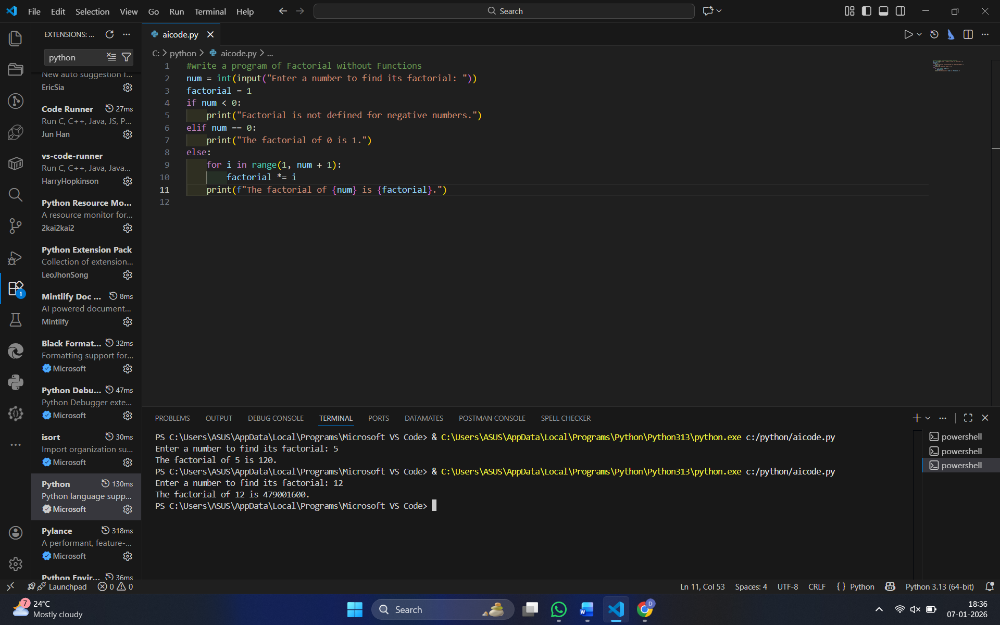 File Edit Selection View Go Run Terminal Help
Search
EXTENSIONS: ...
python
New auto suggestion f...
EricSia
Code Runner 27ms
Run C, C++, Java, JS, P...
Jun Han
vs-code-runner
Run C, C++, Java, Java...
HarryHopkinson
Python Resource Mo...
A resource monitor for...
2kai2kai2
Python Extension Pack
Collection of extension...
LeoJhonSong
1
Mintlify Doc ... 8ms
AI powered document...
Mintlify
Black Format... 32ms
Formatting support for...
Microsoft
Python Debu... 47ms
Python Debugger exte...
Microsoft
isort 30ms
Import organization su...
Microsoft
Python 130ms
Python language supp...
Microsoft
Pylance 318ms
A performant, feature-...
Microsoft
Python Envir... 36ms
aicode.py
C: > python > aicode.py > ...
1 #write a program of Factorial without Functions
2 num = int(input("Enter a number to find its factorial: "))
3 factorial = 1
4 if num < 0:
5     print("Factorial is not defined for negative numbers.")
6 elif num == 0:
7     print("The factorial of 0 is 1.")
8 else:
9     for i in range(1, num + 1):
10         factorial *= i
11     print(f"The factorial of {num} is {factorial}.")
12
PROBLEMS OUTPUT DEBUG CONSOLE TERMINAL PORTS DATAMATES POSTMAN CONSOLE SPELL CHECKER
PS C:\Users\ASUS\AppData\Local\Programs\Microsoft VS Code> & C:\Users\ASUS\AppData\Local\Programs\Python\Python313\python.exe c:/python/aicode.py
Enter a number to find its factorial: 5
The factorial of 5 is 120.
PS C:\Users\ASUS\AppData\Local\Programs\Microsoft VS Code> & C:\Users\ASUS\AppData\Local\Programs\Python\Python313\python.exe c:/python/aicode.py
Enter a number to find its factorial: 12
The factorial of 12 is 479001600.
PS C:\Users\ASUS\AppData\Local\Programs\Microsoft VS Code>
powershell
powershell
powershell
Launchpad 0 0
Ln 11, Col 53 Spaces: 4 UTF-8 CRLF { } Python Python 3.13 (64-bit)
7
24°C
Mostly cloudy
Search
W
D
18:36
07-01-2026